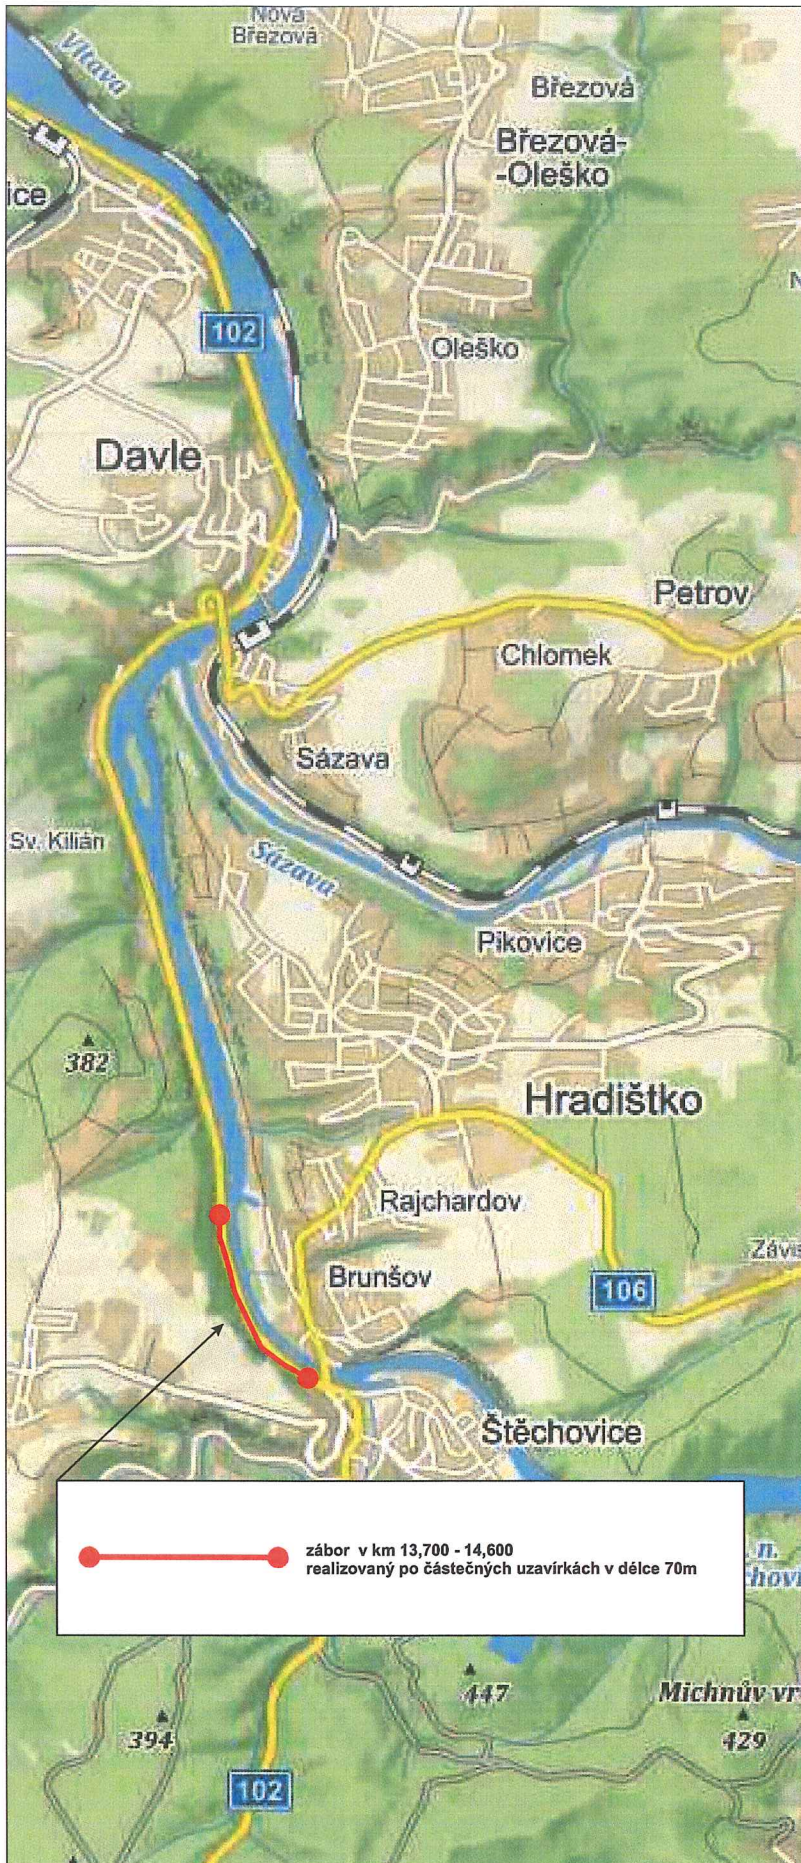 Nová
Březová
Vltava
Březová
Březová-
-Oleško
ice
N
102
Oleško
Davle
Petrov
Chlomek
Sázava
Sv. Kilián
Sázava
Pikovice
382
Hradištko
Rajchardov
Závis
Brunšov
106
Štěchovice
zábor v km 13,700 - 14,600
realizovaný po částečných uzavírkách v délce 70m
. n.
chovi
447
Michnův vr
394
429
102